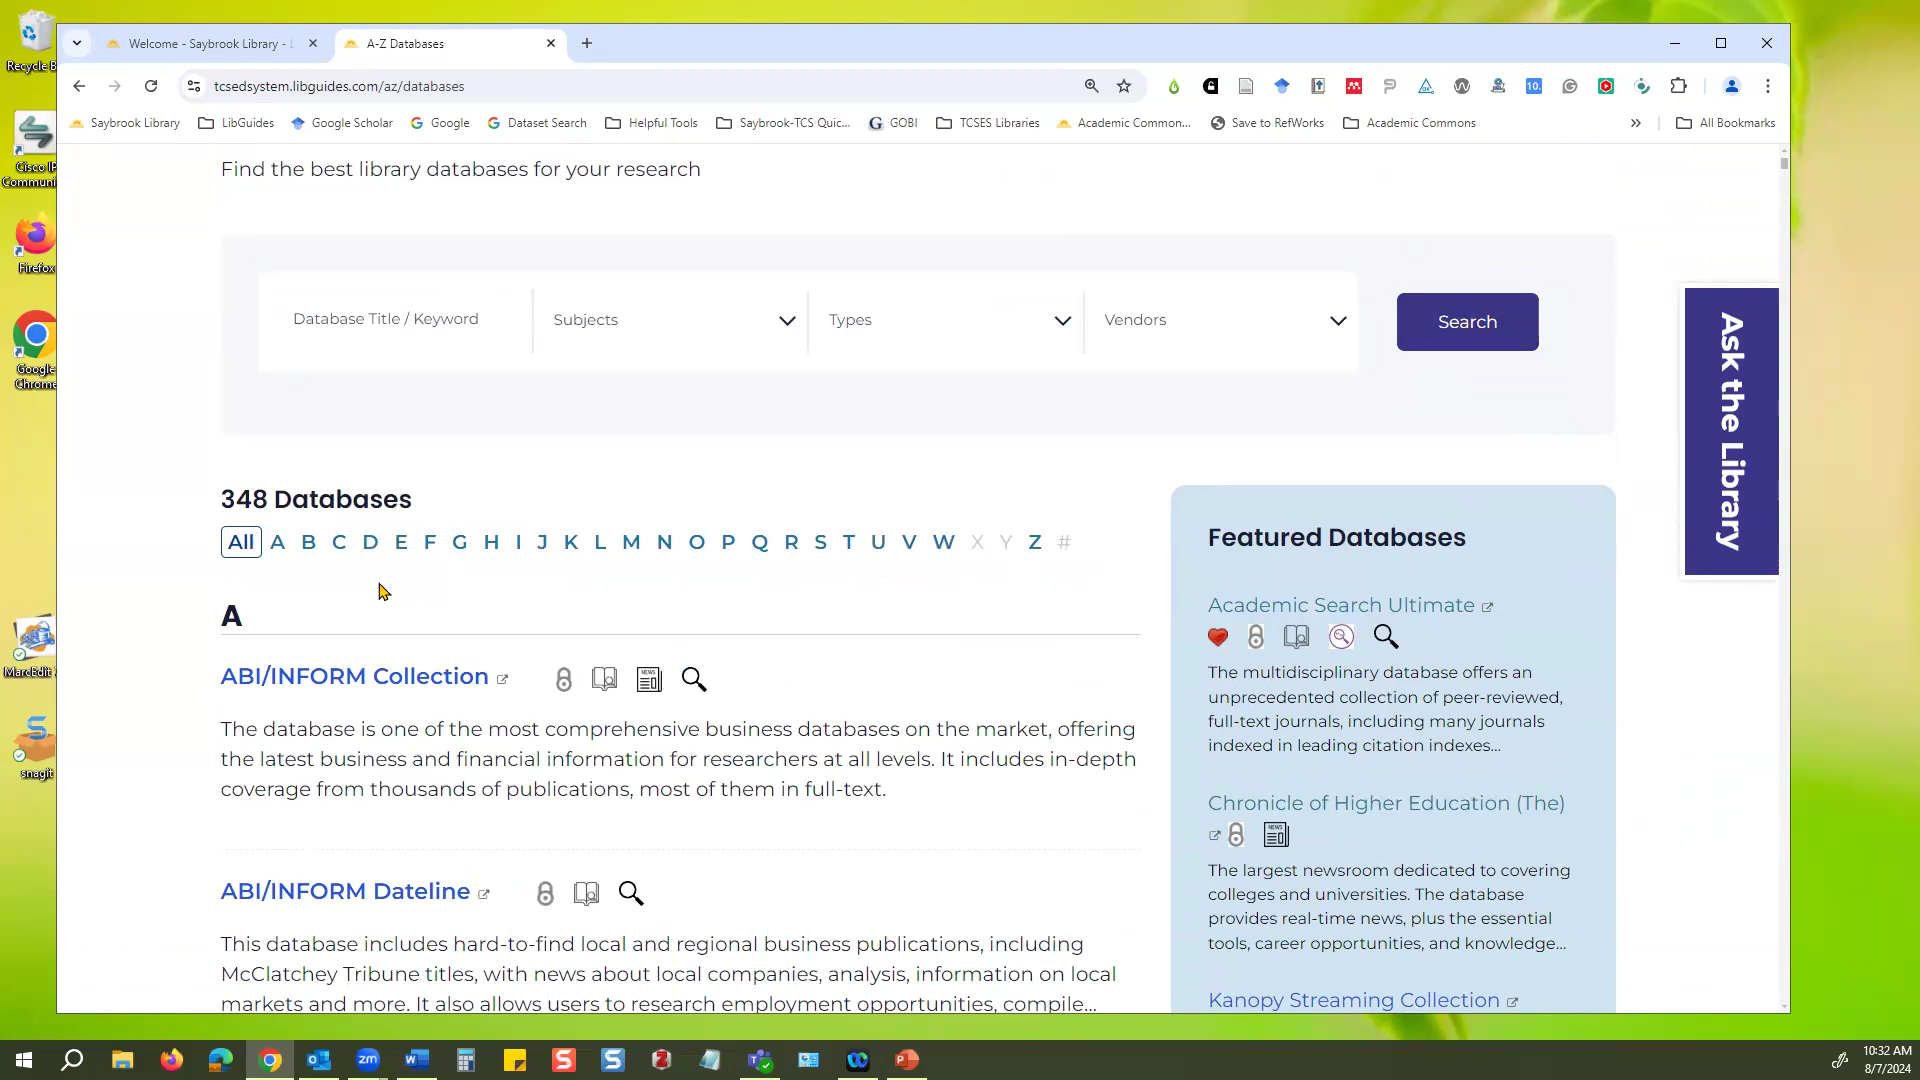 Recycle B
Cisco IP
Communi
Firefox
Google
Chrome
MarcEdit
snagit
Welcome - Saybrook Library - L
A-Z Databases
tcsedsystem.libguides.com/az/databases
Saybrook Library
LibGuides
Google Scholar
Google
Dataset Search
Helpful Tools
Saybrook-TCS Quic...
GOBI
TCSES Libraries
Academic Common...
Save to RefWorks
Academic Commons
All Bookmarks
Find the best library databases for your research
Database Title / Keyword
Subjects
Types
Vendors
Search
Ask the Library
348 Databases
All A B C D E F G H I J K L M N O P Q R S T U V W X Y Z #
A
ABI/INFORM Collection
The database is one of the most comprehensive business databases on the market, offering
the latest business and financial information for researchers at all levels. It includes in-depth
coverage from thousands of publications, most of them in full-text.
ABI/INFORM Dateline
This database includes hard-to-find local and regional business publications, including
McClatchey Tribune titles, with news about local companies, analysis, information on local
markets and more. It also allows users to research employment opportunities, compile...
Featured Databases
Academic Search Ultimate
The multidisciplinary database offers an
unprecedented collection of peer-reviewed,
full-text journals, including many journals
indexed in leading citation indexes...
Chronicle of Higher Education (The)
The largest newsroom dedicated to covering
colleges and universities. The database
provides real-time news, plus the essential
tools, career opportunities, and knowledge...
Kanopy Streaming Collection
10:32 AM
8/7/2024